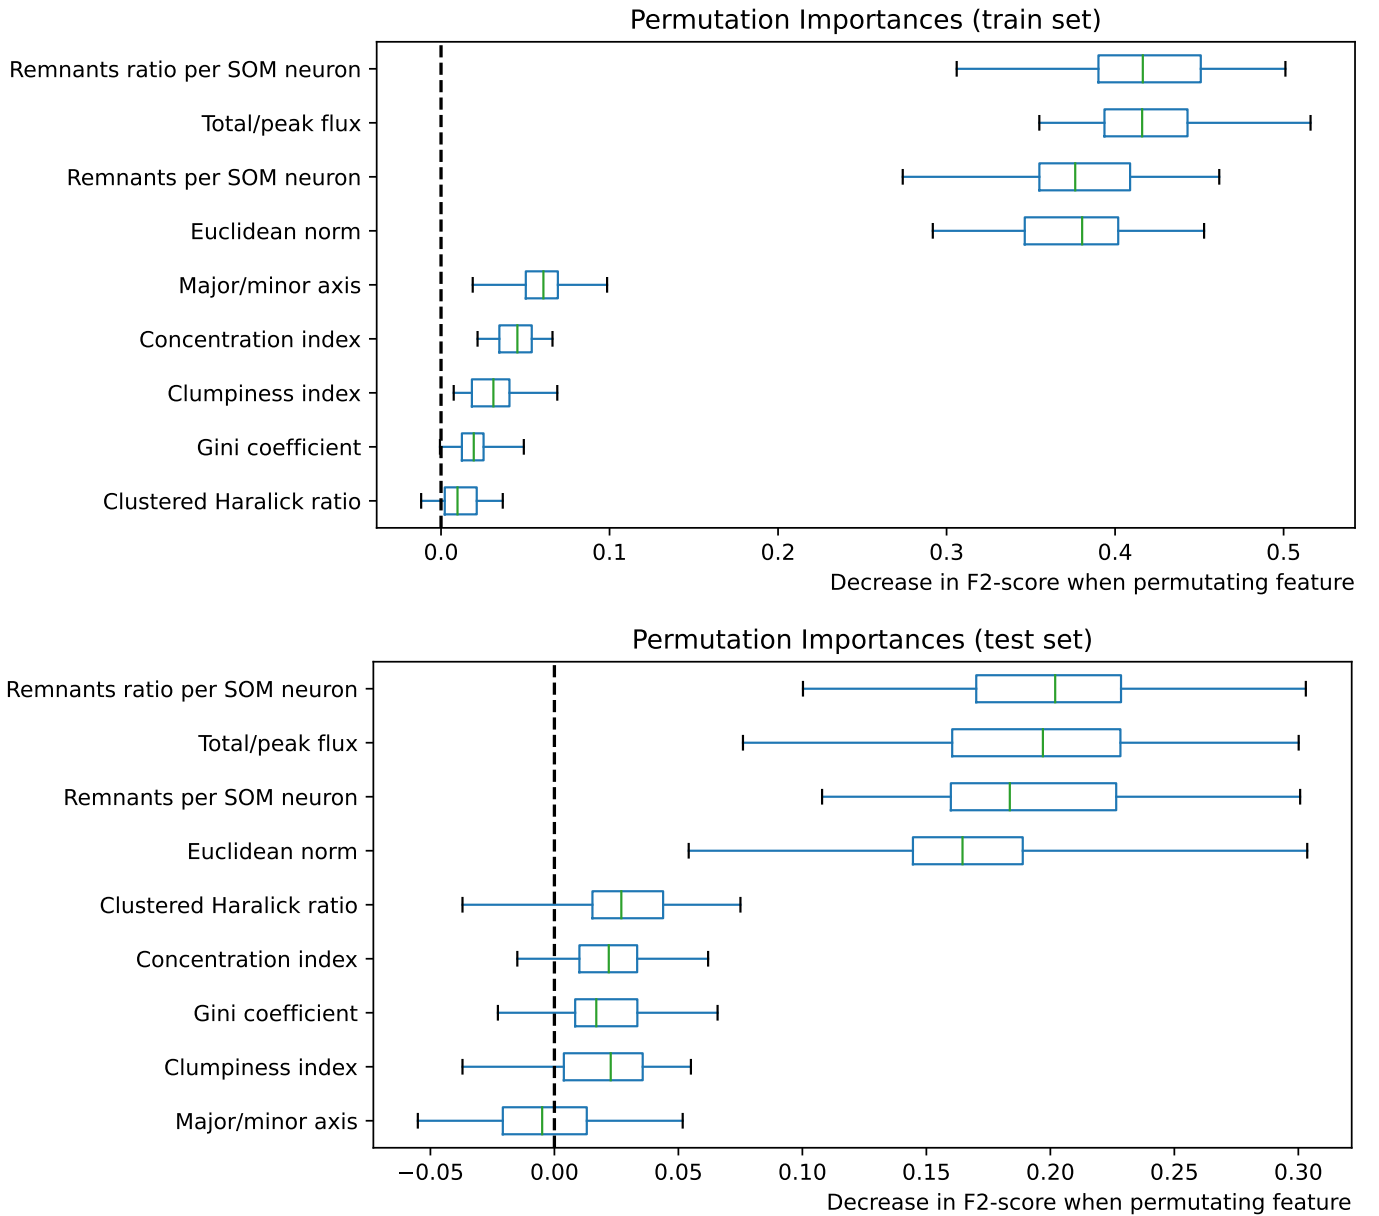 Permutation Importances (train set)
Remnants ratio per SOM neuron
Total/peak flux
Remnants per SOM neuron
Euclidean norm
Major/minor axis
Concentration index
Clumpiness index
Gini coefficient
Clustered Haralick ratio
0.0 0.1 0.2 0.3 0.4 0.5
Decrease in F2-score when permutating feature
Permutation Importances (test set)
Remnants ratio per SOM neuron
Total/peak flux
Remnants per SOM neuron
Euclidean norm
Clustered Haralick ratio
Concentration index
Gini coefficient
Clumpiness index
Major/minor axis
−0.05 0.00 0.05 0.10 0.15 0.20 0.25 0.30
Decrease in F2-score when permutating feature